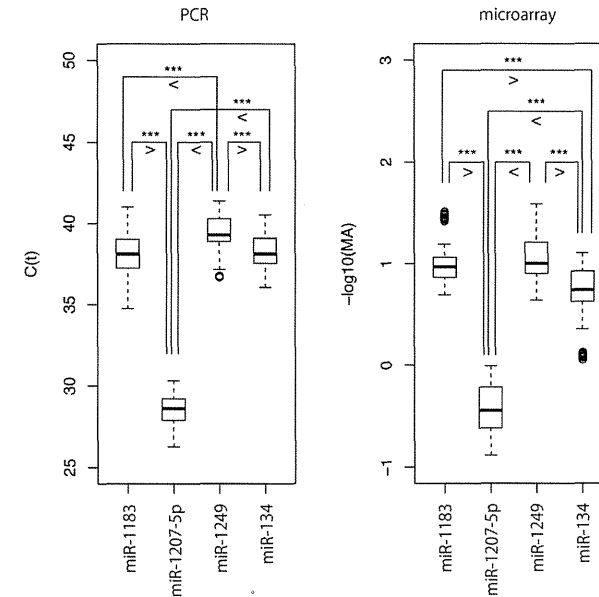 PCR
microarray
C(t)
50
45
40
35
30
25
***
<
***
<
***
>
***
<
***
>
miR-1183
miR-1207-5p
miR-1249
miR-134
−log10(MA)
3
2
1
0
−1
***
>
***
<
***
>
***
<
***
>
miR-1183
miR-1207-5p
miR-1249
miR-134